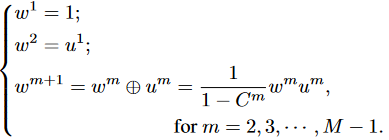 w^1 = 1;
w^2 = u^1;
w^{m+1} = w^m ⊕ u^m = \frac{1}{1 - C^m} w^m u^m,
for m = 2, 3, ⋯, M − 1.